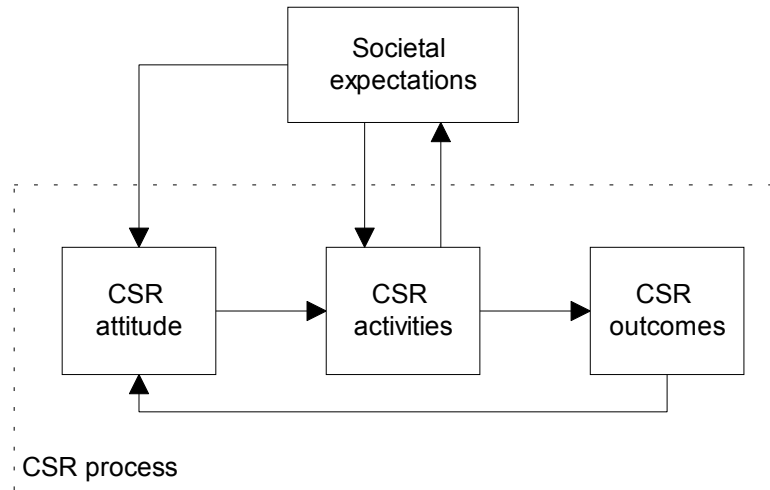 Societal
expectations
CSR
attitude
CSR
activities
CSR
outcomes
CSR process